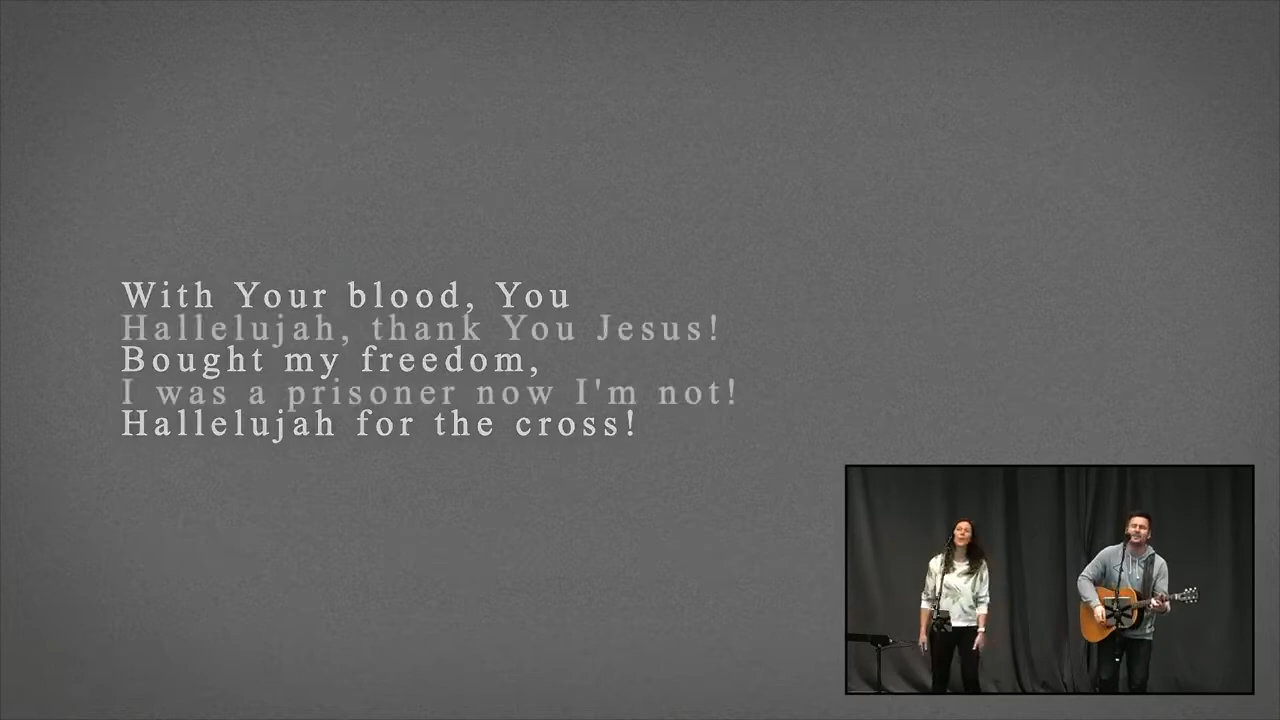 With Your blood, You
Hallelujah, thank You Jesus!
Bought my freedom,
I was a prisoner now I'm not!
Hallelujah for the cross!